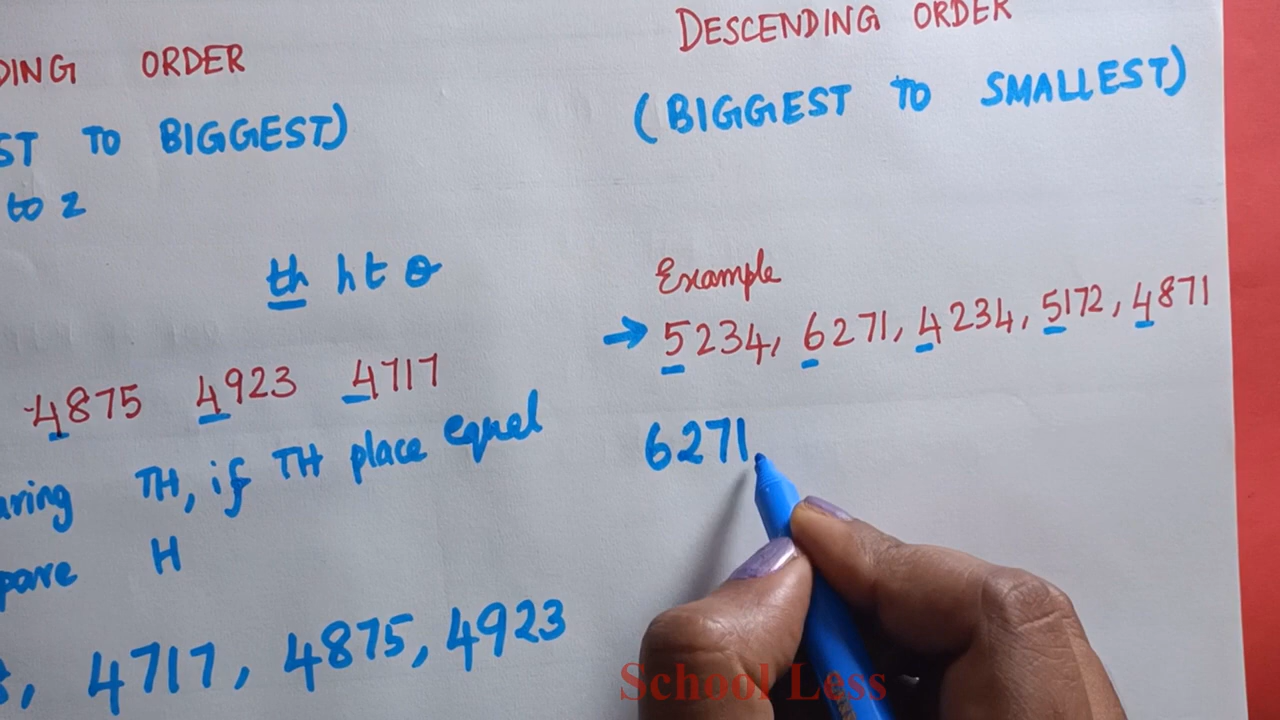 DING ORDER
ST TO BIGGEST)
to z
th h t o
4875 4923 4717
aring TH, if TH place equal
pare H
, 4717, 4875, 4923
DESCENDING ORDER
(BIGGEST TO SMALLEST)
Example
→ 5234, 6271, 4234, 5172, 4871
6271,
School Less